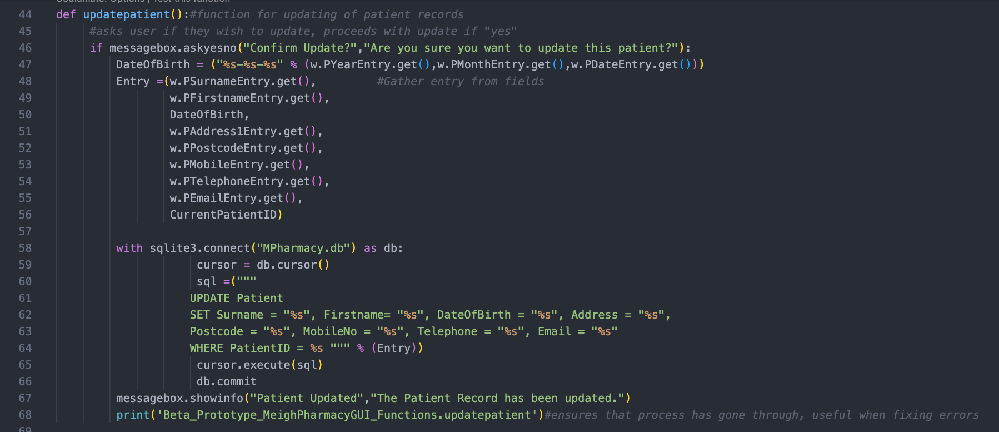 Codiumate: Options | Test this function
44 def updatepatient():#function for updating of patient records
45 #asks user if they wish to update, proceeds with update if "yes"
46 if messagebox.askyesno("Confirm Update?","Are you sure you want to update this patient?"):
47 DateOfBirth = ("%s-%s-%s" % (w.PYearEntry.get(),w.PMonthEntry.get(),w.PDateEntry.get()))
48 Entry =(w.PSurnameEntry.get(), #Gather entry from fields
49 w.PFirstnameEntry.get(),
50 DateOfBirth,
51 w.PAddress1Entry.get(),
52 w.PPostcodeEntry.get(),
53 w.PMobileEntry.get(),
54 w.PTelephoneEntry.get(),
55 w.PEmailEntry.get(),
56 CurrentPatientID)
57
58 with sqlite3.connect("MPharmacy.db") as db:
59 cursor = db.cursor()
60 sql =("""
61 UPDATE Patient
62 SET Surname = "%s", Firstname= "%s", DateOfBirth = "%s", Address = "%s",
63 Postcode = "%s", MobileNo = "%s", Telephone = "%s", Email = "%s"
64 WHERE PatientID = %s """ % (Entry))
65 cursor.execute(sql)
66 db.commit
67 messagebox.showinfo("Patient Updated","The Patient Record has been updated.")
68 print('Beta_Prototype_MeighPharmacyGUI_Functions.updatepatient')#ensures that process has gone through, useful when fixing errors
69